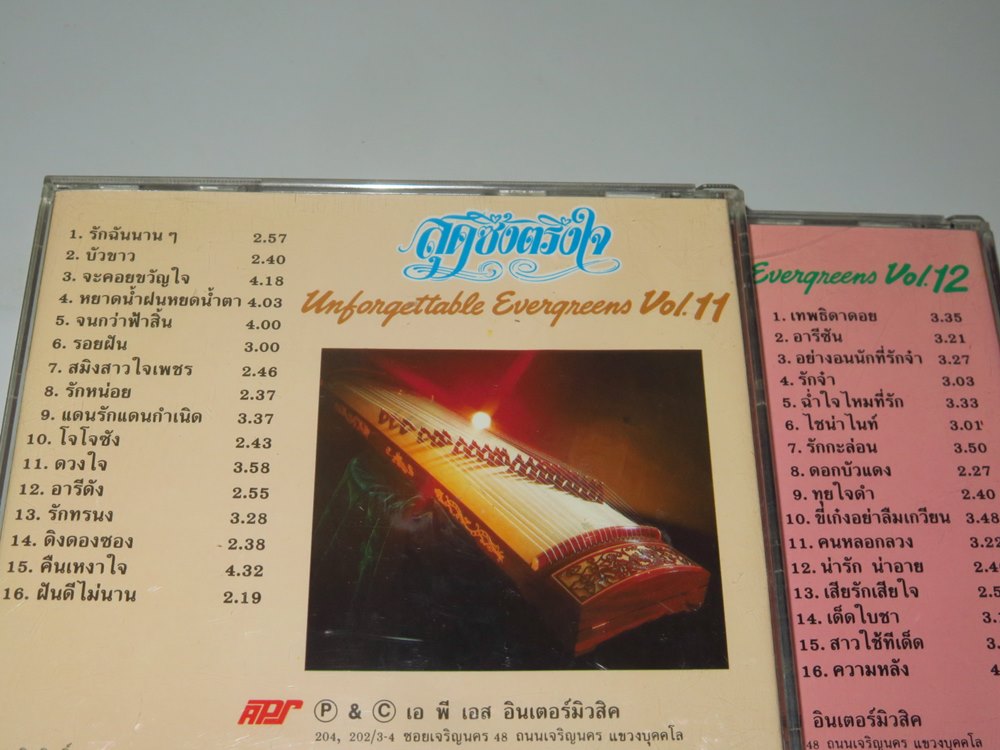 1. รักฉันนาน ๆ 2.57
2. บัวขาว 2.40
3. จะคอยขวัญใจ 4.18
4. หยาดน้ำฝนหยดน้ำตา 4.03
5. จนกว่าฟ้าสิ้น 4.00
6. รอยฝัน 3.00
7. สมิงสาวใจเพชร 2.46
8. รักหน่อย 2.37
9. แดนรักแดนกำเนิด 3.37
10. โจโจซัง 2.43
11. ดวงใจ 3.58
12. อารีดัง 2.55
13. รักทรนง 3.28
14. ดิงดองซอง 2.38
15. คืนเหงาใจ 4.32
16. ฝันดีไม่นาน 2.19
สุดซึ้งตรึงใจ
Unforgettable Evergreens Vol. 11
APS Ⓟ & Ⓒ เอ พี เอส อินเตอร์มิวสิค
204, 202/3-4 ซอยเจริญนคร 48 ถนนเจริญนคร แขวงบุคคโล
Evergreens Vol. 12
1. เทพธิดาดอย 3.35
2. อารีซัน 3.21
3. อย่างอนนักที่รักจ๋า 3.27
4. รักจ๋า 3.03
5. ฉ่ำใจไหมที่รัก 3.33
6. ไชน่าไนท์ 3.01
7. รักกะล่อน 3.50
8. ดอกบัวแดง 2.27
9. ทุยใจดำ 2.40
10. ขี่เก๋งอย่าลืมเกวียน 3.48
11. คนหลอกลวง 3.22
12. น่ารัก น่าอาย
13. เสียรักเสียใจ
14. เด็ดใบชา
15. สาวใช้ทีเด็ด
16. ความหลัง
อินเตอร์มิวสิค
48 ถนนเจริญนคร แขวงบุคคโล